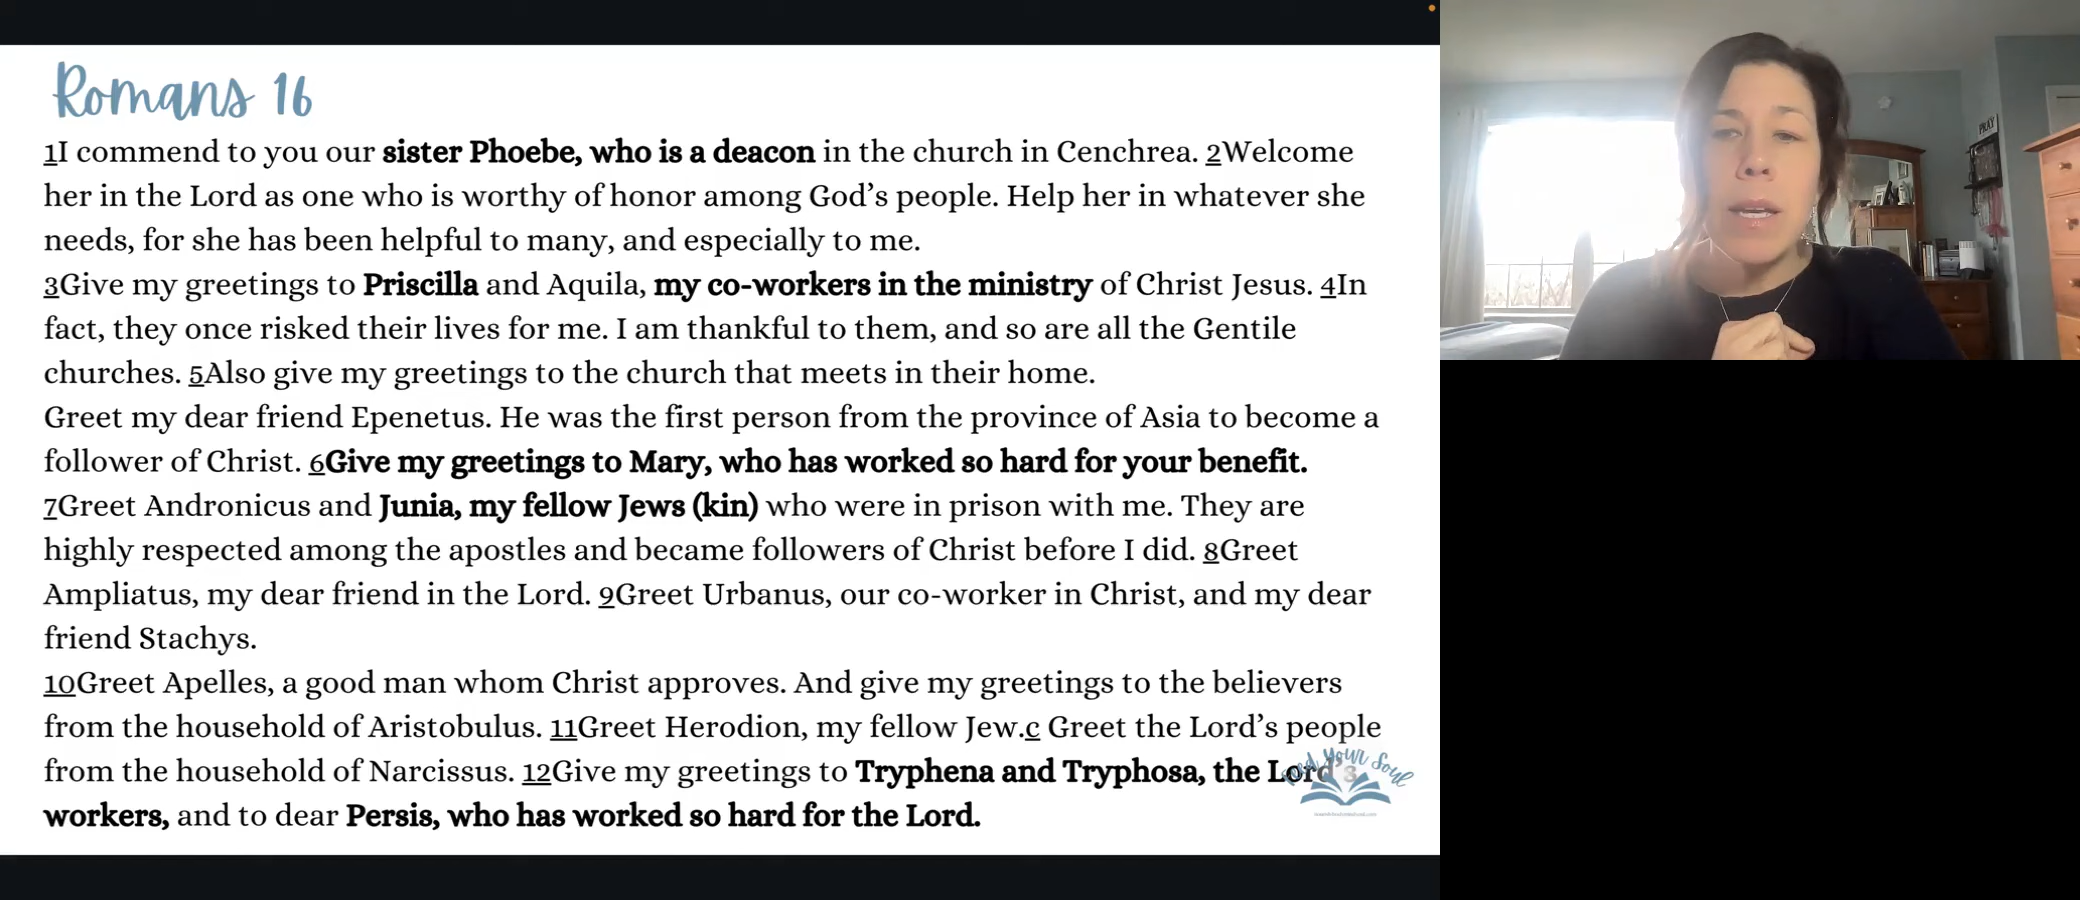 Romans 16
1I commend to you our sister Phoebe, who is a deacon in the church in Cenchrea. 2Welcome
her in the Lord as one who is worthy of honor among God’s people. Help her in whatever she
needs, for she has been helpful to many, and especially to me.
3Give my greetings to Priscilla and Aquila, my co-workers in the ministry of Christ Jesus. 4In
fact, they once risked their lives for me. I am thankful to them, and so are all the Gentile
churches. 5Also give my greetings to the church that meets in their home.
Greet my dear friend Epenetus. He was the first person from the province of Asia to become a
follower of Christ. 6Give my greetings to Mary, who has worked so hard for your benefit.
7Greet Andronicus and Junia, my fellow Jews (kin) who were in prison with me. They are
highly respected among the apostles and became followers of Christ before I did. 8Greet
Ampliatus, my dear friend in the Lord. 9Greet Urbanus, our co-worker in Christ, and my dear
friend Stachys.
10Greet Apelles, a good man whom Christ approves. And give my greetings to the believers
from the household of Aristobulus. 11Greet Herodion, my fellow Jew.c Greet the Lord’s people
from the household of Narcissus. 12Give my greetings to Tryphena and Tryphosa, the Lord’s
workers, and to dear Persis, who has worked so hard for the Lord.
Feed Your Soul
PRAY